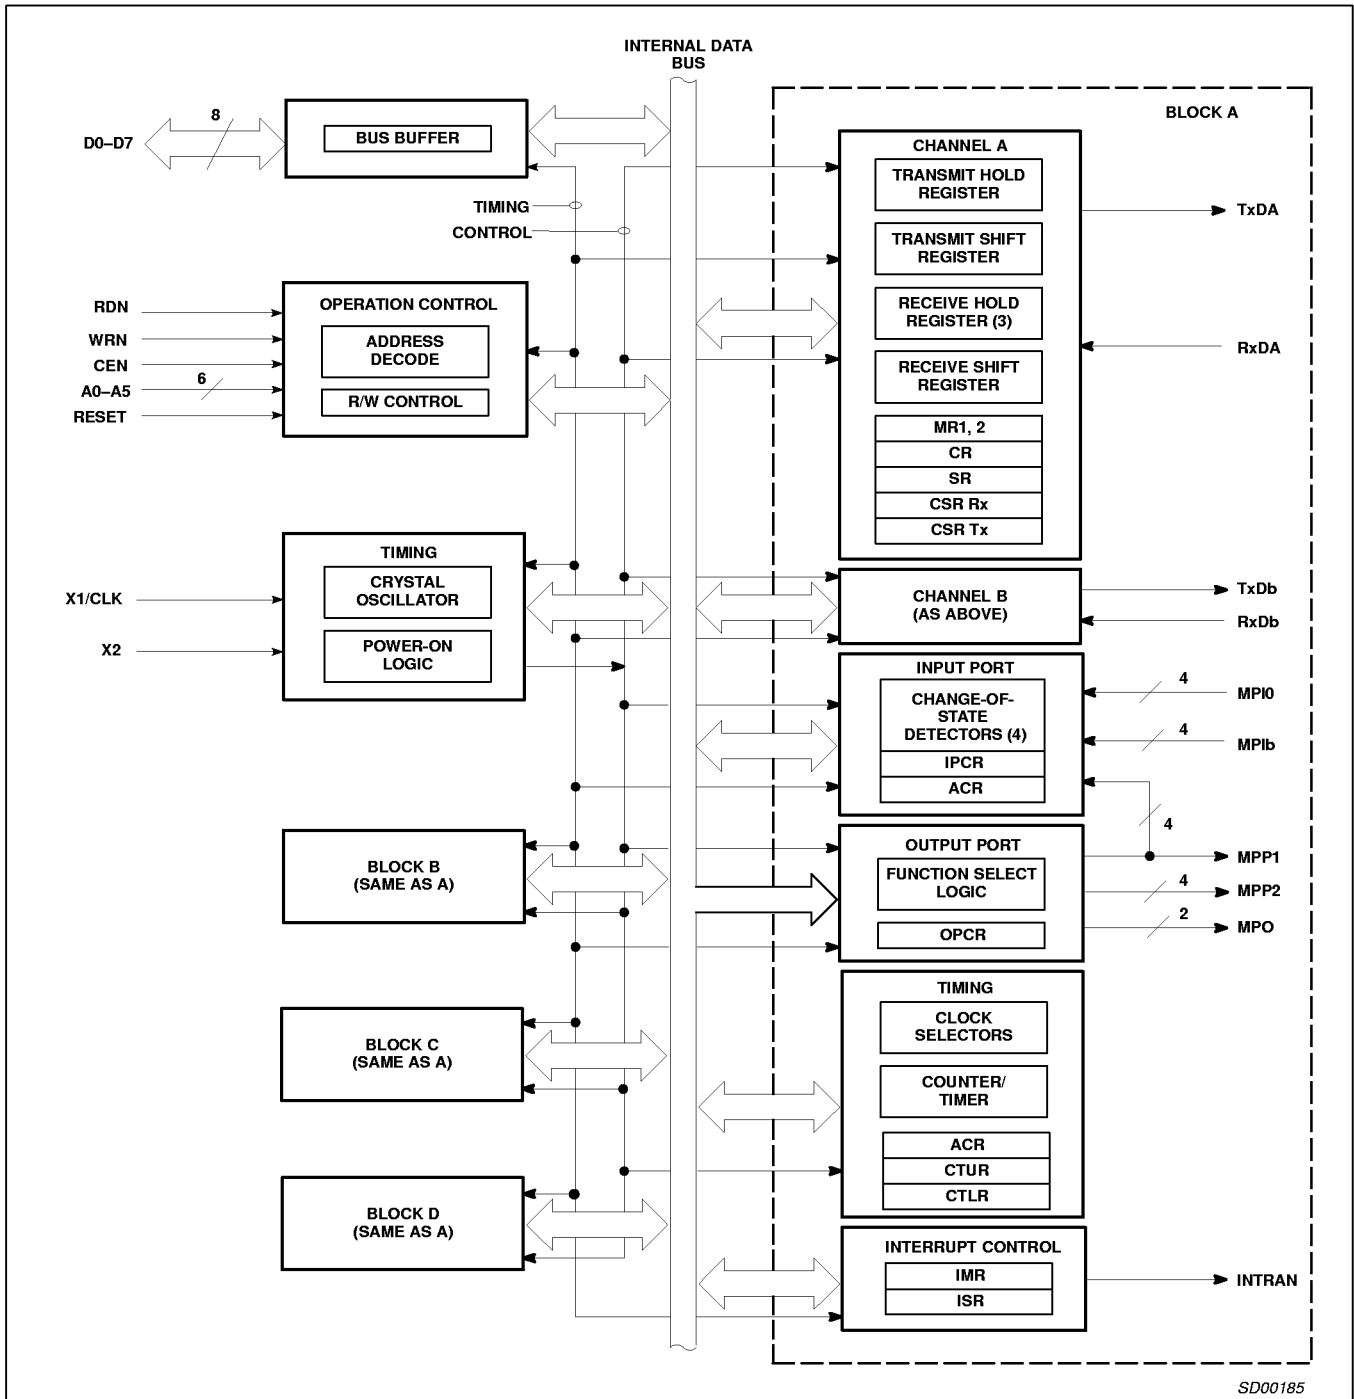 INTERNAL DATA
BUS
D0–D7
8
BUS BUFFER
TIMING
CONTROL
RDN
WRN
CEN
A0–A5
6
RESET
OPERATION CONTROL
ADDRESS
DECODE
R/W CONTROL
X1/CLK
X2
TIMING
CRYSTAL
OSCILLATOR
POWER-ON
LOGIC
BLOCK B
(SAME AS A)
BLOCK C
(SAME AS A)
BLOCK D
(SAME AS A)
BLOCK A
CHANNEL A
TRANSMIT HOLD
REGISTER
TRANSMIT SHIFT
REGISTER
RECEIVE HOLD
REGISTER (3)
RECEIVE SHIFT
REGISTER
MR1, 2
CR
SR
CSR Rx
CSR Tx
TxDA
RxDA
CHANNEL B
(AS ABOVE)
TxDb
RxDb
INPUT PORT
CHANGE-OF-
STATE
DETECTORS (4)
IPCR
ACR
4
MPI0
4
MPIb
4
OUTPUT PORT
FUNCTION SELECT
LOGIC
OPCR
MPP1
4
MPP2
2
MPO
TIMING
CLOCK
SELECTORS
COUNTER/
TIMER
ACR
CTUR
CTLR
INTERRUPT CONTROL
IMR
ISR
INTRAN
SD00185